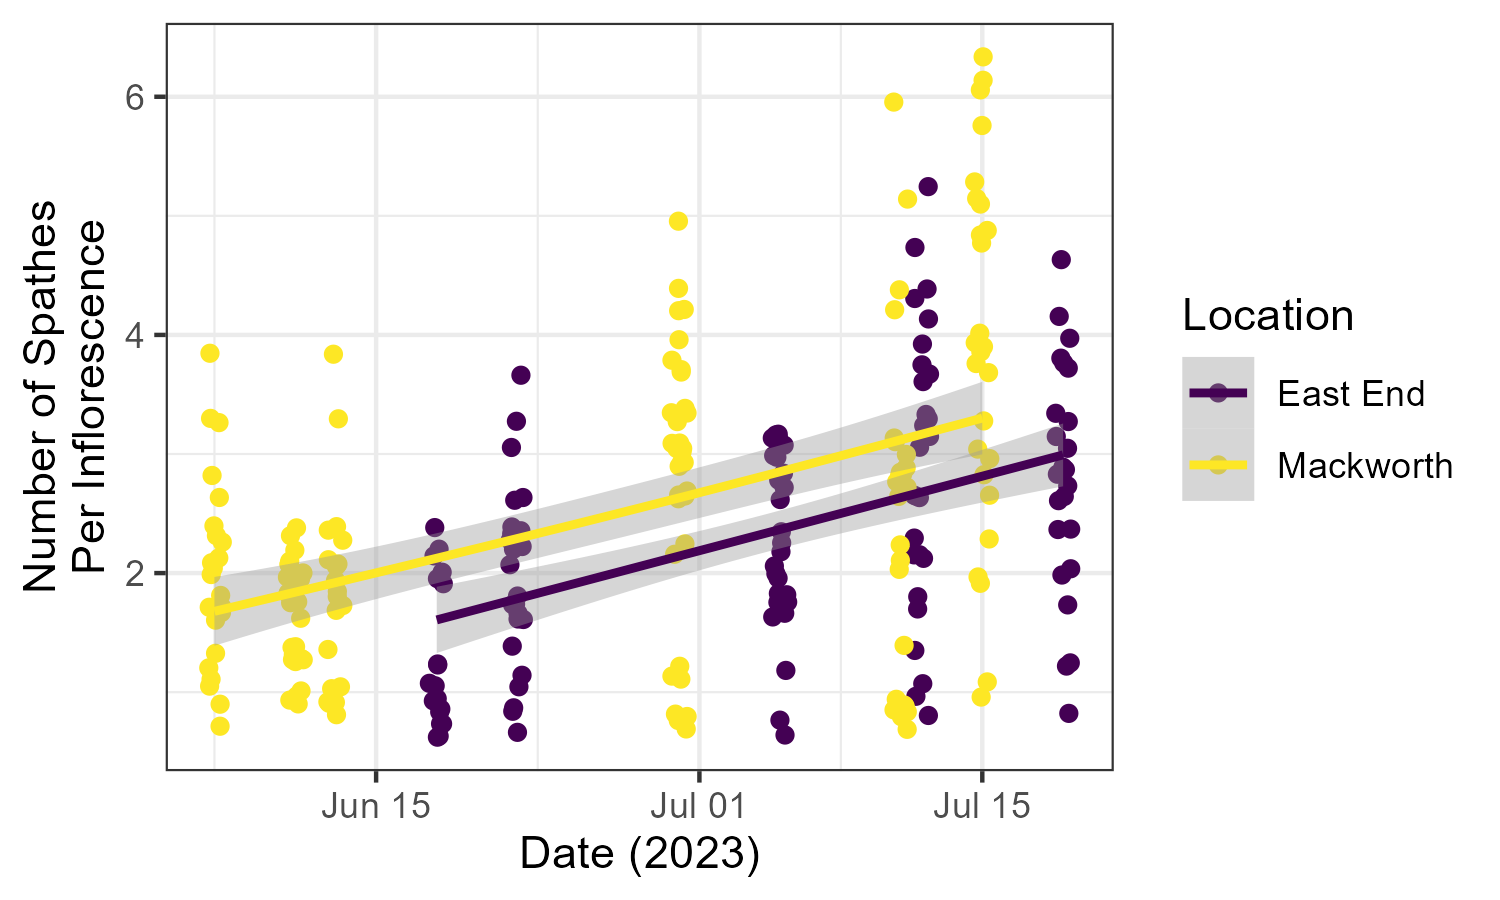 Number of Spathes
Per Inflorescence
6
4
2
Jun 15
Jul 01
Jul 15
Date (2023)
Location
East End
Mackworth